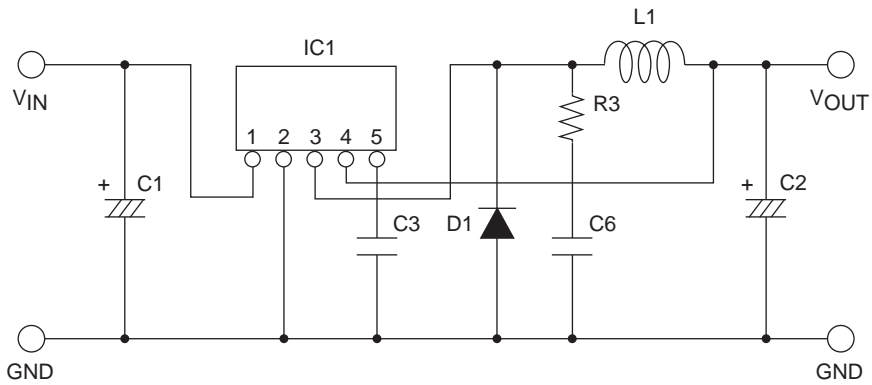 L1
IC1
VIN
VOUT
R3
1 2 3 4 5
+ C1
C3
D1
C6
+ C2
GND
GND